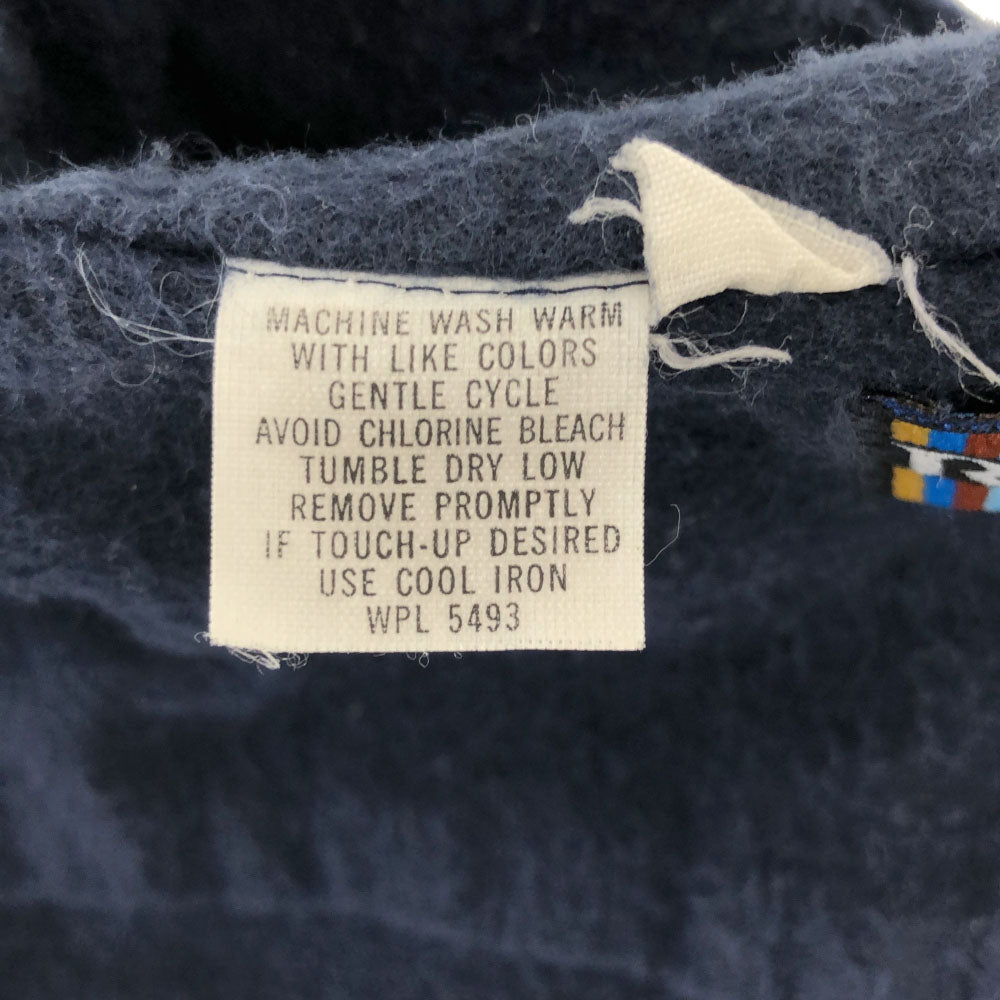 MACHINE WASH WARM
WITH LIKE COLORS
GENTLE CYCLE
AVOID CHLORINE BLEACH
TUMBLE DRY LOW
REMOVE PROMPTLY
IF TOUCH-UP DESIRED
USE COOL IRON
WPL 5493